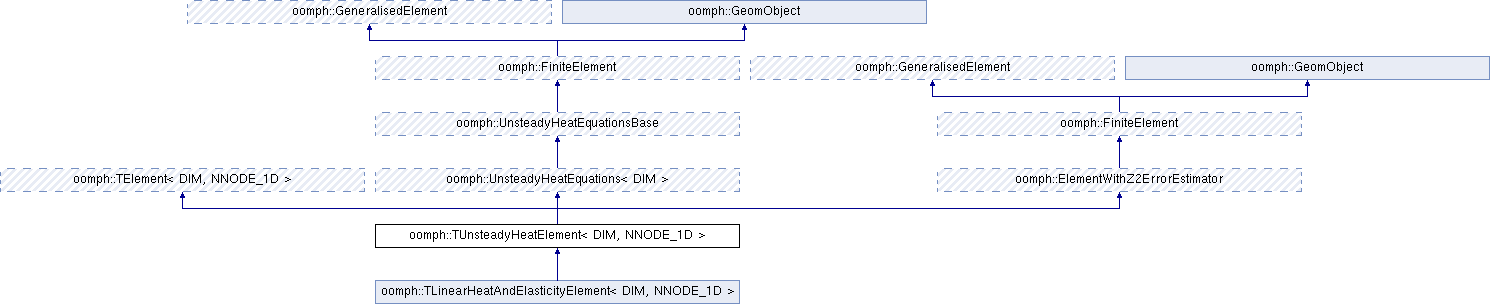 oomph::GeneralisedElement
oomph::GeomObject
oomph::FiniteElement
oomph::GeneralisedElement
oomph::GeomObject
oomph::UnsteadyHeatEquationsBase
oomph::FiniteElement
oomph::TElement< DIM, NNODE_1D >
oomph::UnsteadyHeatEquations< DIM >
oomph::ElementWithZ2ErrorEstimator
oomph::TUnsteadyHeatElement< DIM, NNODE_1D >
oomph::TLinearHeatAndElasticityElement< DIM, NNODE_1D >